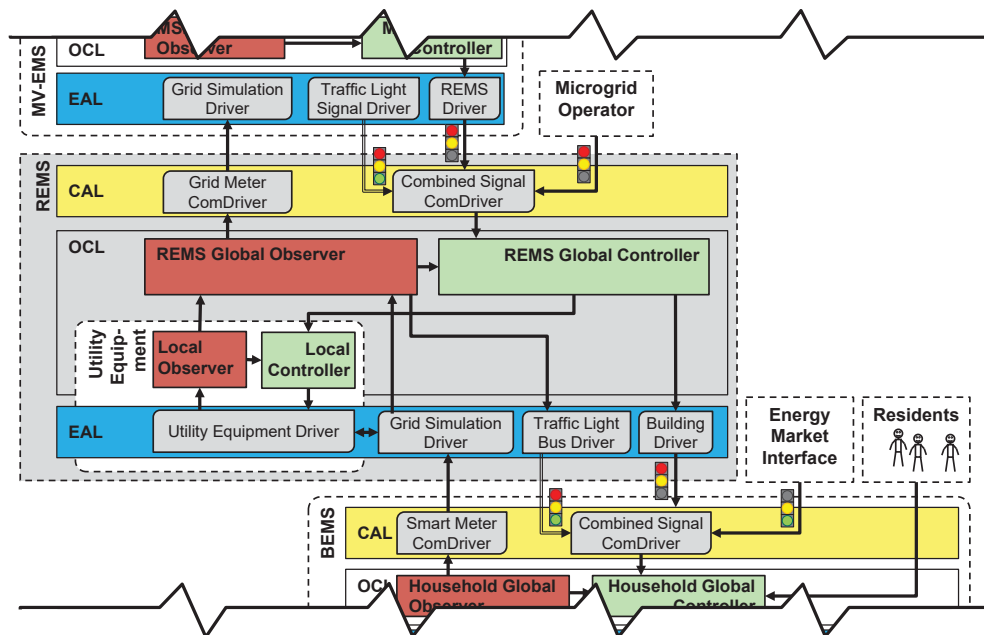 MV-EMS
OCL
Observer
Controller
EAL
Grid Simulation
Driver
Traffic Light
Signal Driver
REMS
Driver
Microgrid
Operator
REMS
CAL
Grid Meter
ComDriver
Combined Signal
ComDriver
OCL
REMS Global Observer
REMS Global Controller
Utility
Equip-
ment
Local
Observer
Local
Controller
EAL
Utility Equipment Driver
Grid Simulation
Driver
Traffic Light
Bus Driver
Building
Driver
Energy
Market
Interface
Residents
BEMS
CAL
Smart Meter
ComDriver
Combined Signal
ComDriver
OCL
Household Global
Observer
Household Global
Controller